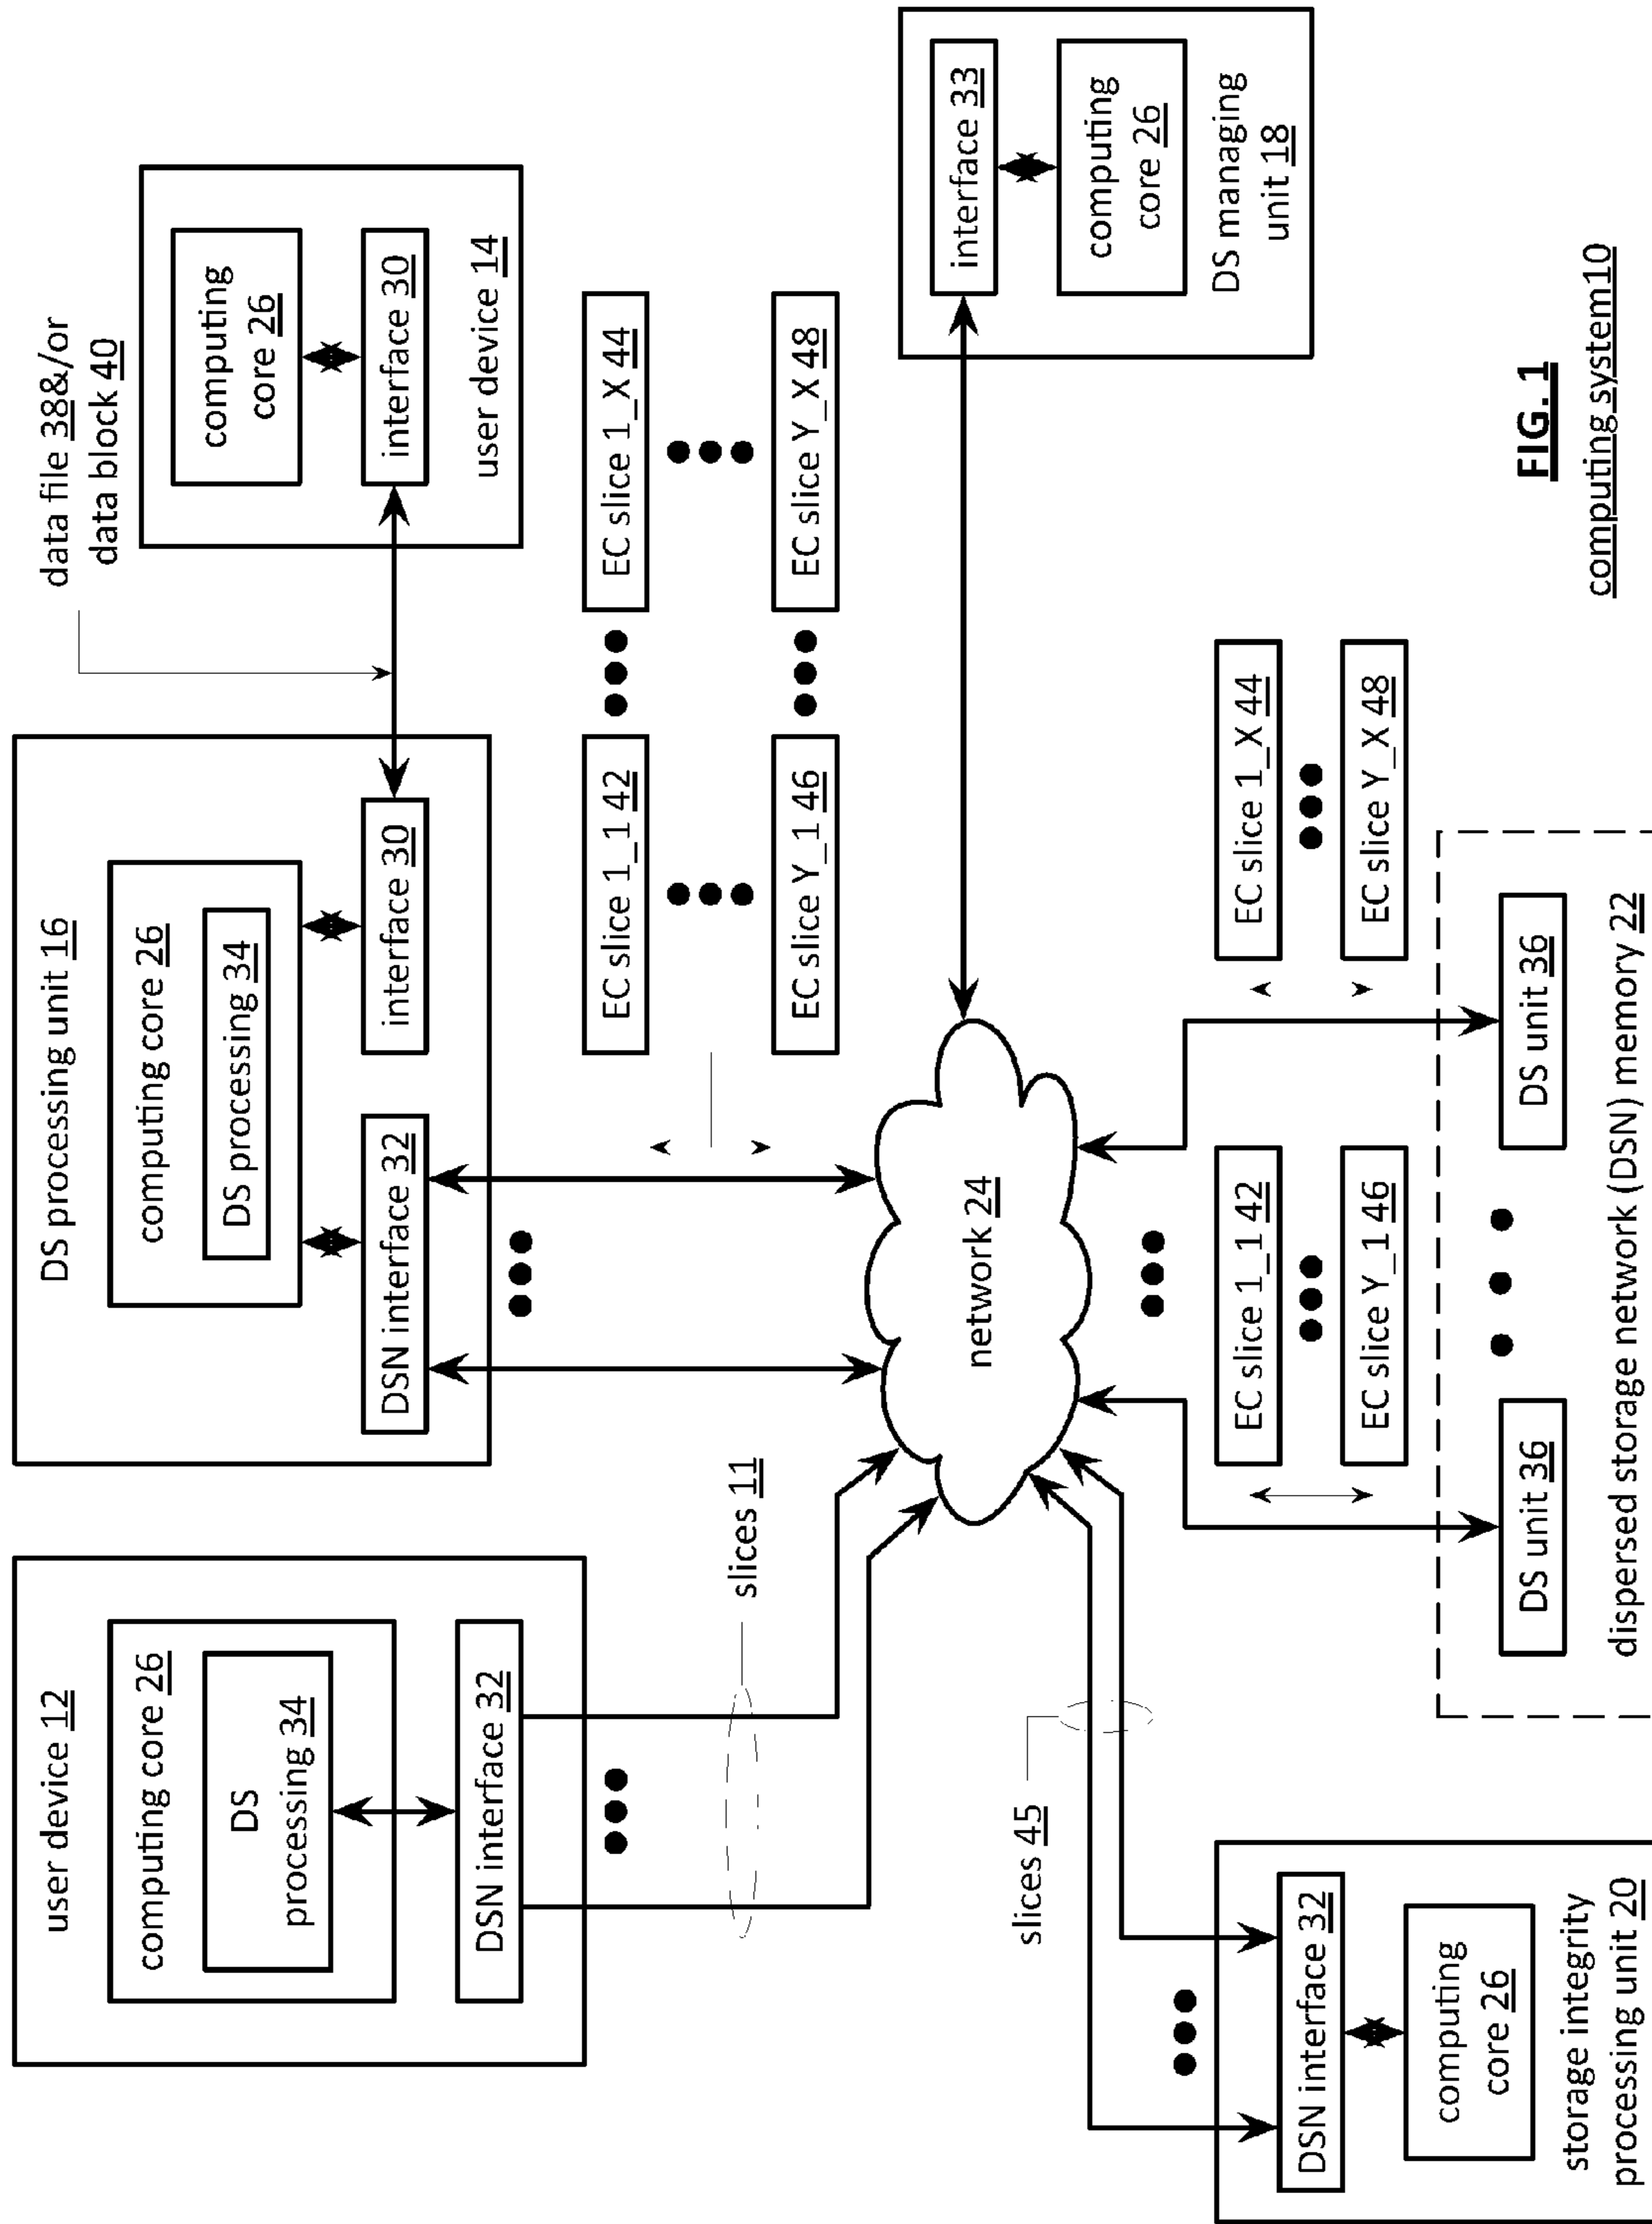 user device 12
computing core 26
DS
processing 34
DSN interface 32
slices 11
DS processing unit 16
computing core 26
DS processing 34
DSN interface 32
interface 30
data file 38&/or
data block 40
computing
core 26
interface 30
user device 14
EC slice 1_1 42
EC slice 1_X 44
EC slice Y_1 46
EC slice Y_X 48
network 24
interface 33
computing
core 26
DS managing
unit 18
slices 45
DSN interface 32
computing
core 26
storage integrity
processing unit 20
EC slice 1_1 42
EC slice Y_1 46
EC slice 1_X 44
EC slice Y_X 48
DS unit 36
DS unit 36
dispersed storage network (DSN) memory 22
FIG. 1
computing system10